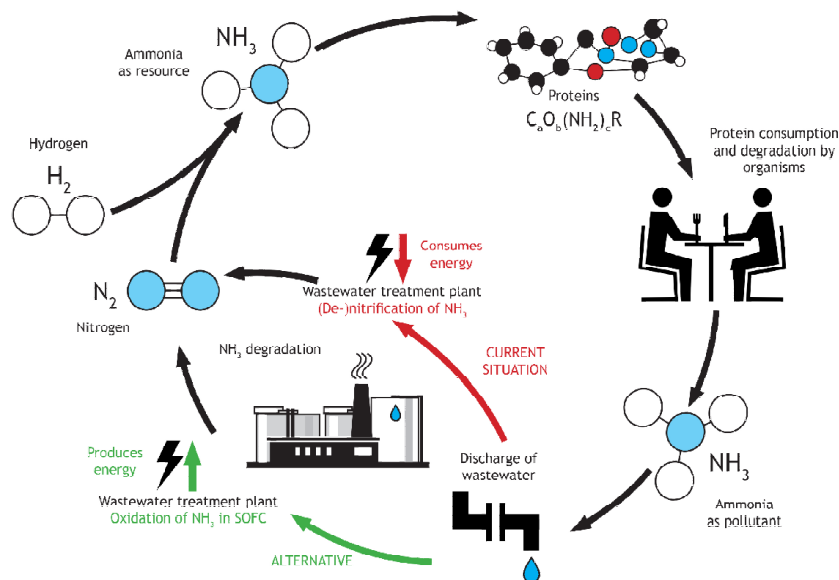 NH₃
Ammonia
as resource
Proteins
CₐOᵦ(NH₂)꜀R
Hydrogen
H₂
Protein consumption
and degradation by
organisms
Consumes
energy
Wastewater treatment plant
(De-)nitrification of NH₃
N₂
Nitrogen
NH₃ degradation
CURRENT
SITUATION
Produces
energy
Discharge of
wastewater
NH₃
Ammonia
as pollutant
Wastewater treatment plant
Oxidation of NH₃ in SOFC
ALTERNATIVE